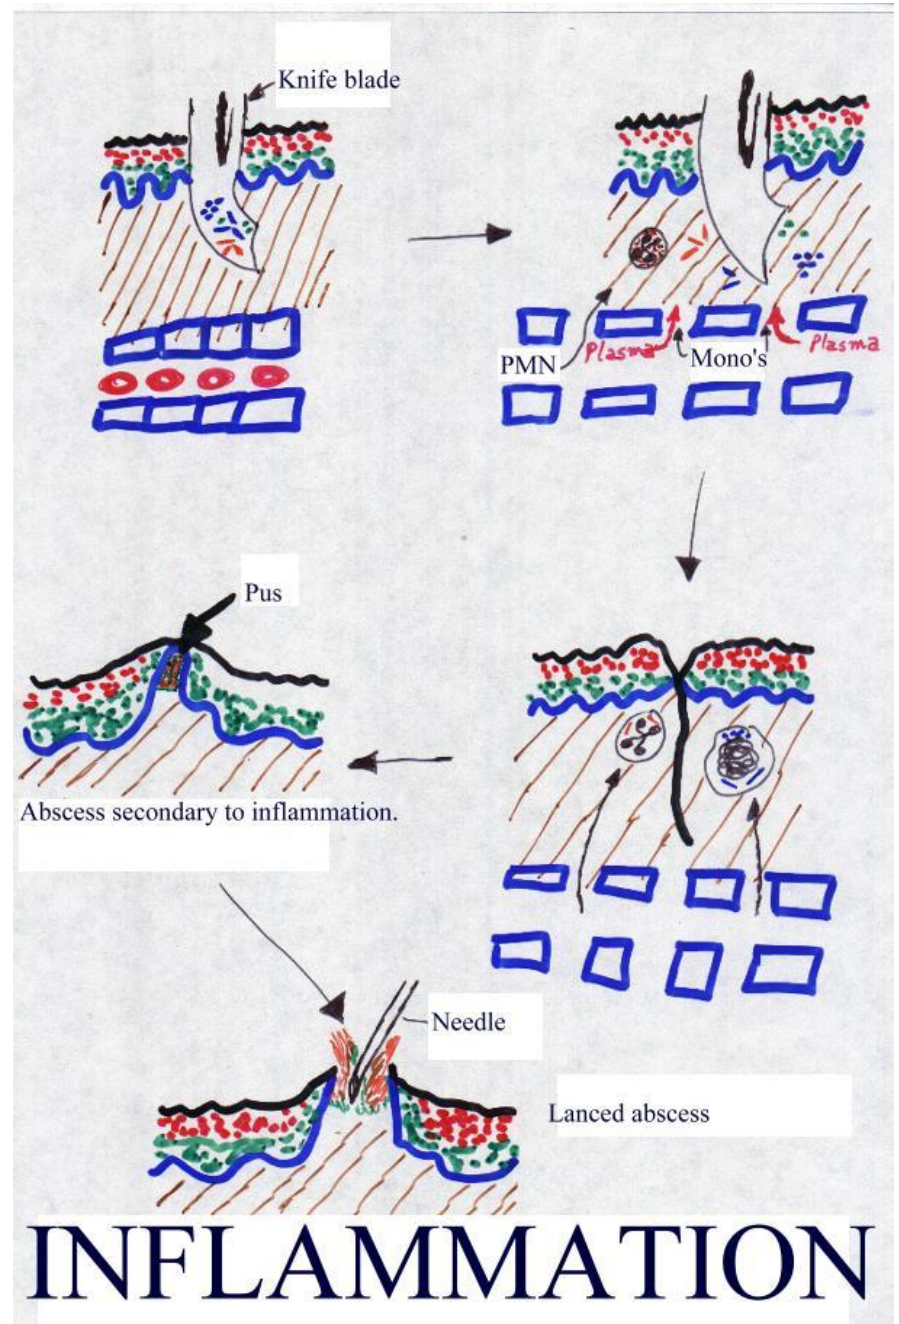 Knife blade
PMN
Plasma
Mono's
Plasma
Pus
Abscess secondary to inflammation.
Needle
Lanced abscess
INFLAMMATION